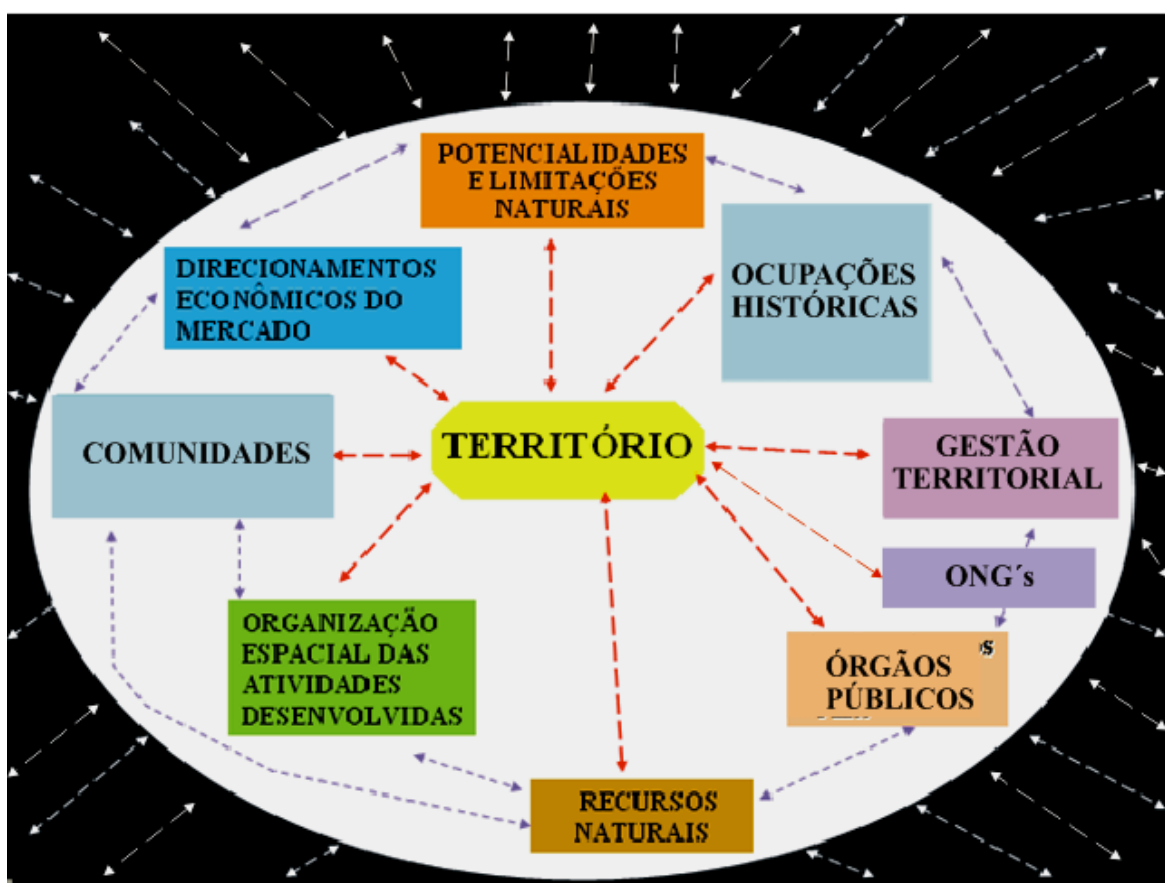 POTENCIALIDADES
E LIMITAÇÕES
NATURAIS
DIRECIONAMENTOS
ECONÔMICOS DO
MERCADO
OCUPAÇÕES
HISTÓRICAS
COMUNIDADES
TERRITÓRIO
GESTÃO
TERRITORIAL
ONG´s
ORGANIZAÇÃO
ESPACIAL DAS
ATIVIDADES
DESENVOLVIDAS
ÓRGÃOS
PÚBLICOS
RECURSOS
NATURAIS